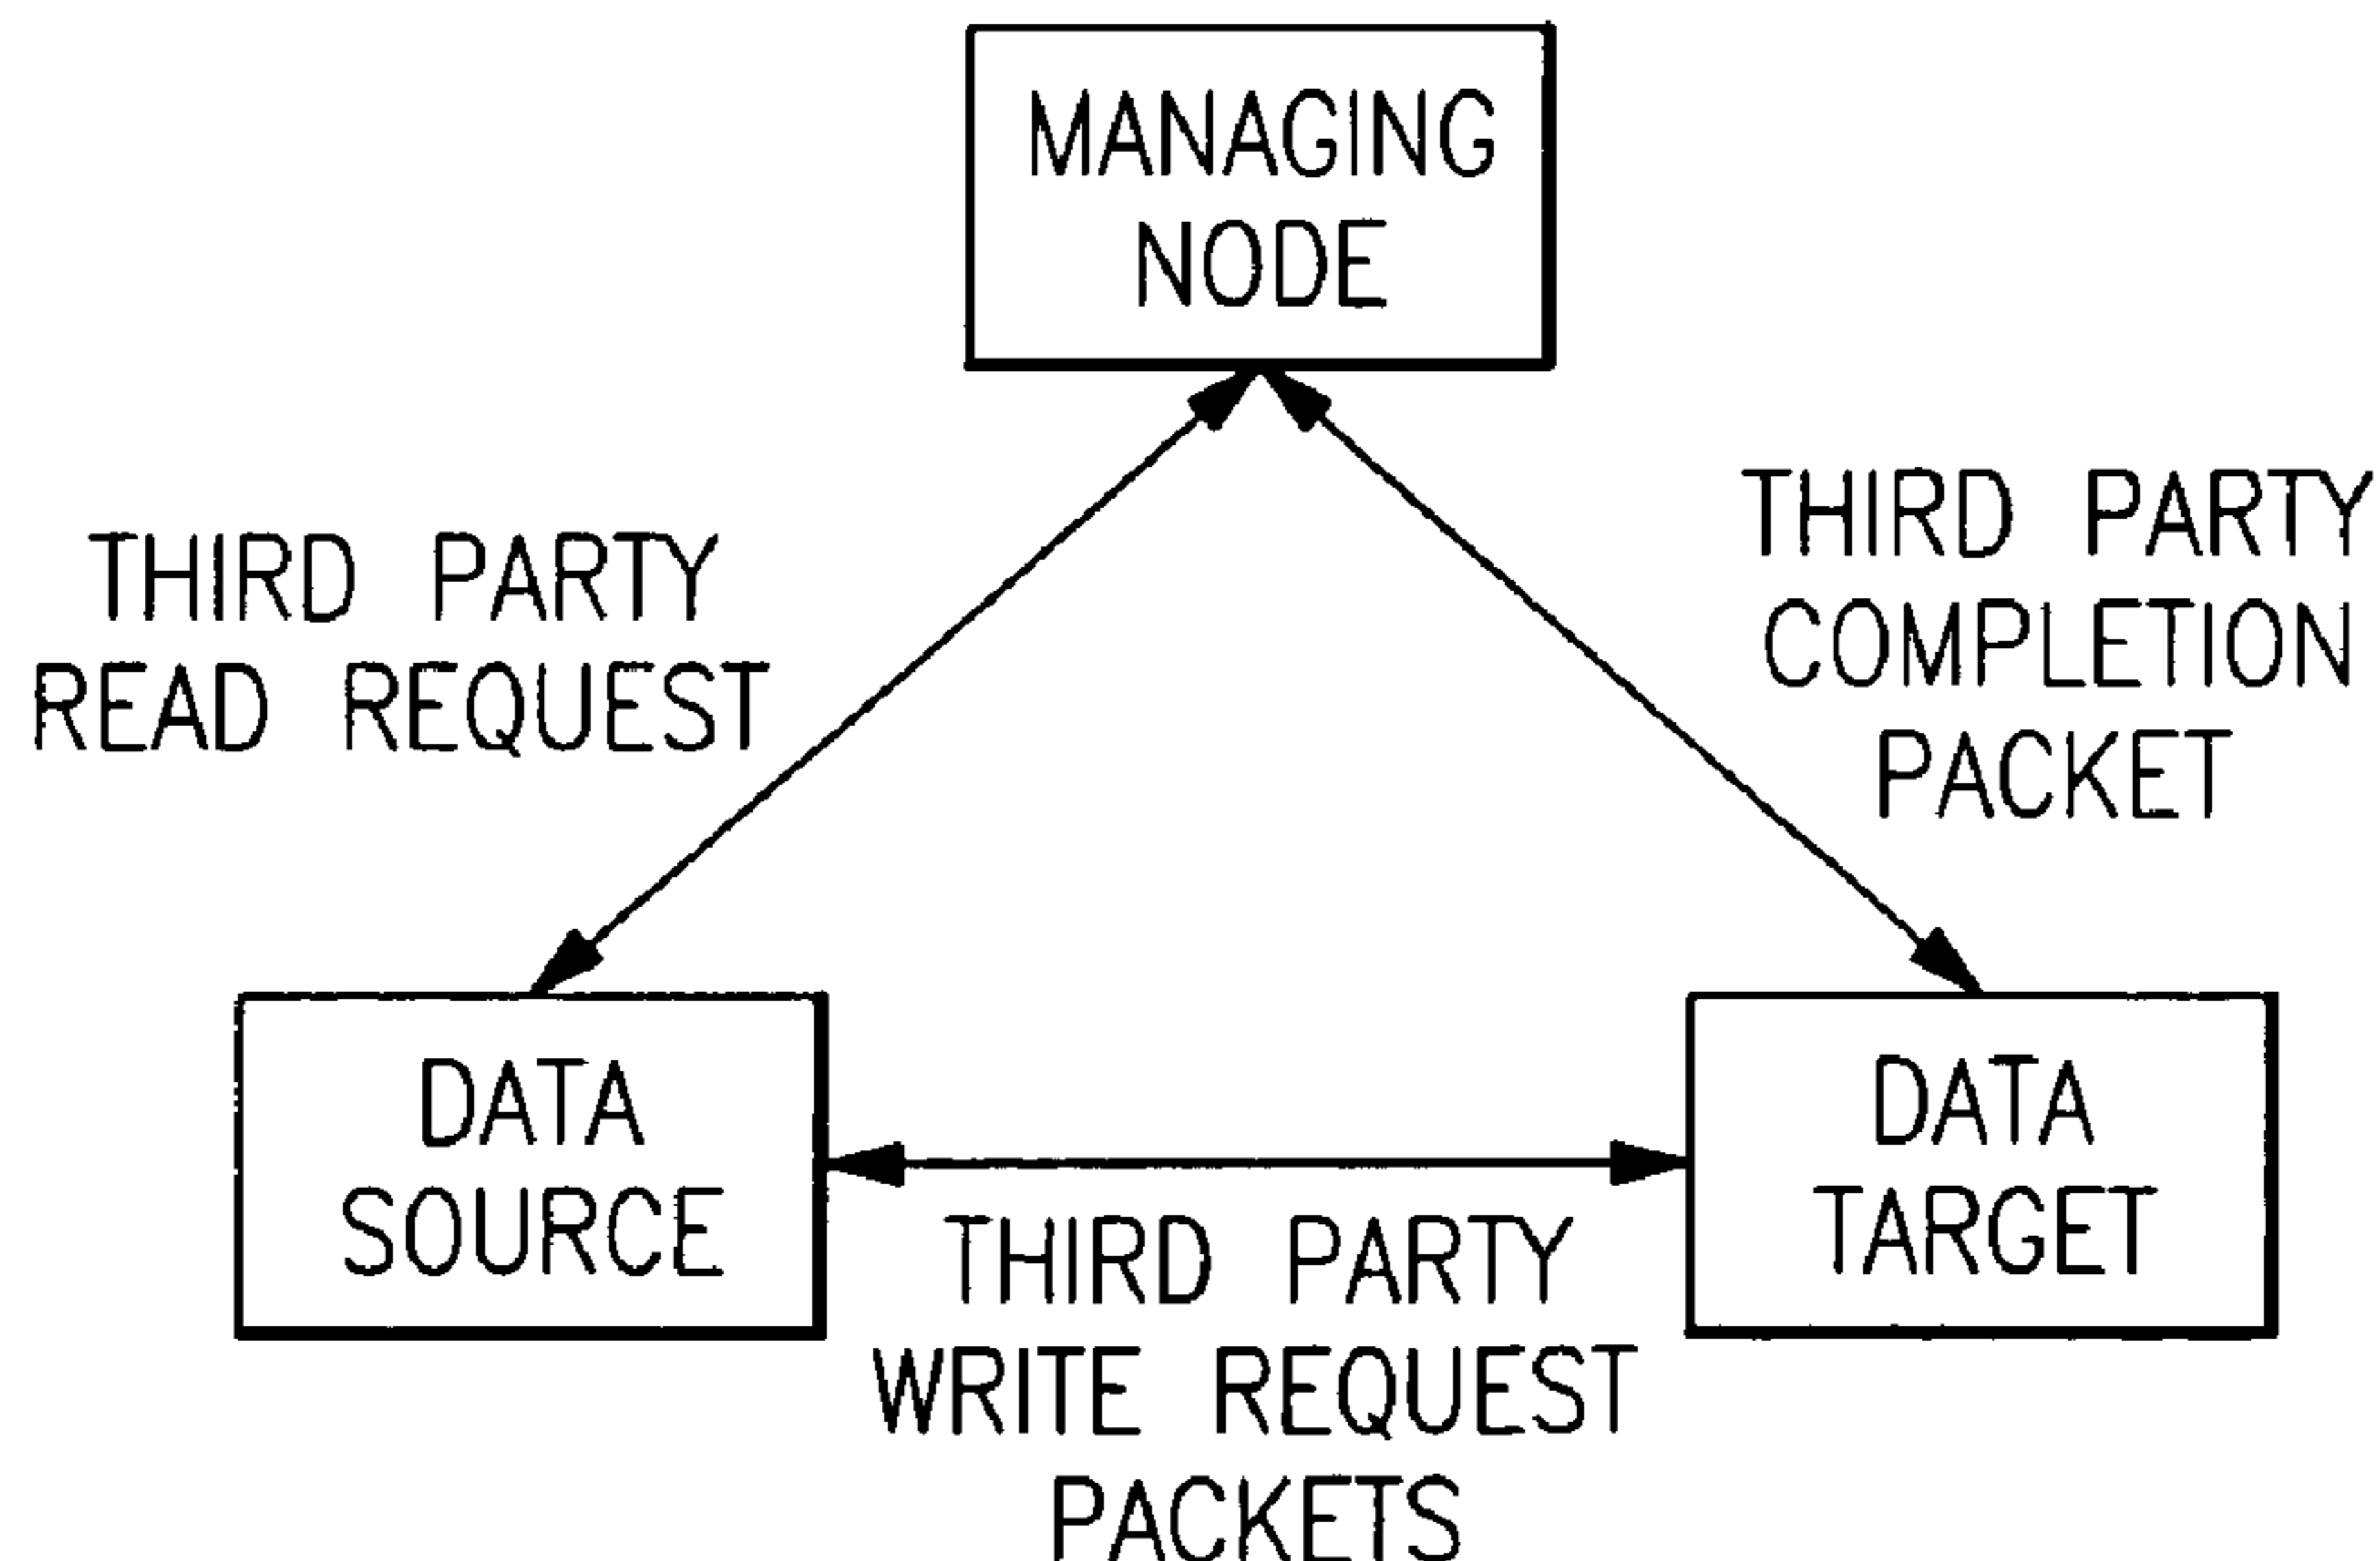 MANAGING
NODE
THIRD PARTY
READ REQUEST
THIRD PARTY
COMPLETION
PACKET
DATA
SOURCE
DATA
TARGET
THIRD PARTY
WRITE REQUEST
PACKETS